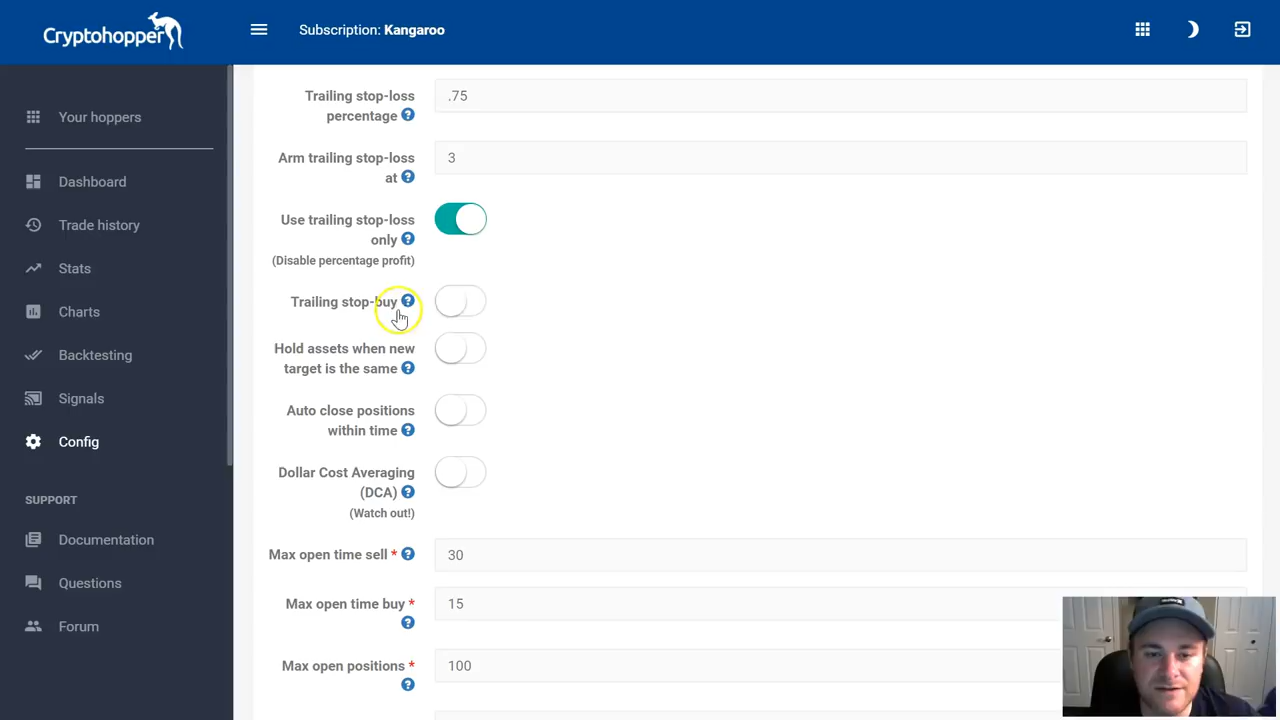 Cryptohopper
Subscription: Kangaroo
Your hoppers
Dashboard
Trade history
Stats
Charts
Backtesting
Signals
Config
SUPPORT
Documentation
Questions
Forum
Trailing stop-loss
percentage ?
.75
Arm trailing stop-loss
at ?
3
Use trailing stop-loss
only ?
(Disable percentage profit)
Trailing stop-buy ?
Hold assets when new
target is the same ?
Auto close positions
within time ?
Dollar Cost Averaging
(DCA) ?
(Watch out!)
Max open time sell * ?
30
Max open time buy *
?
15
Max open positions *
?
100